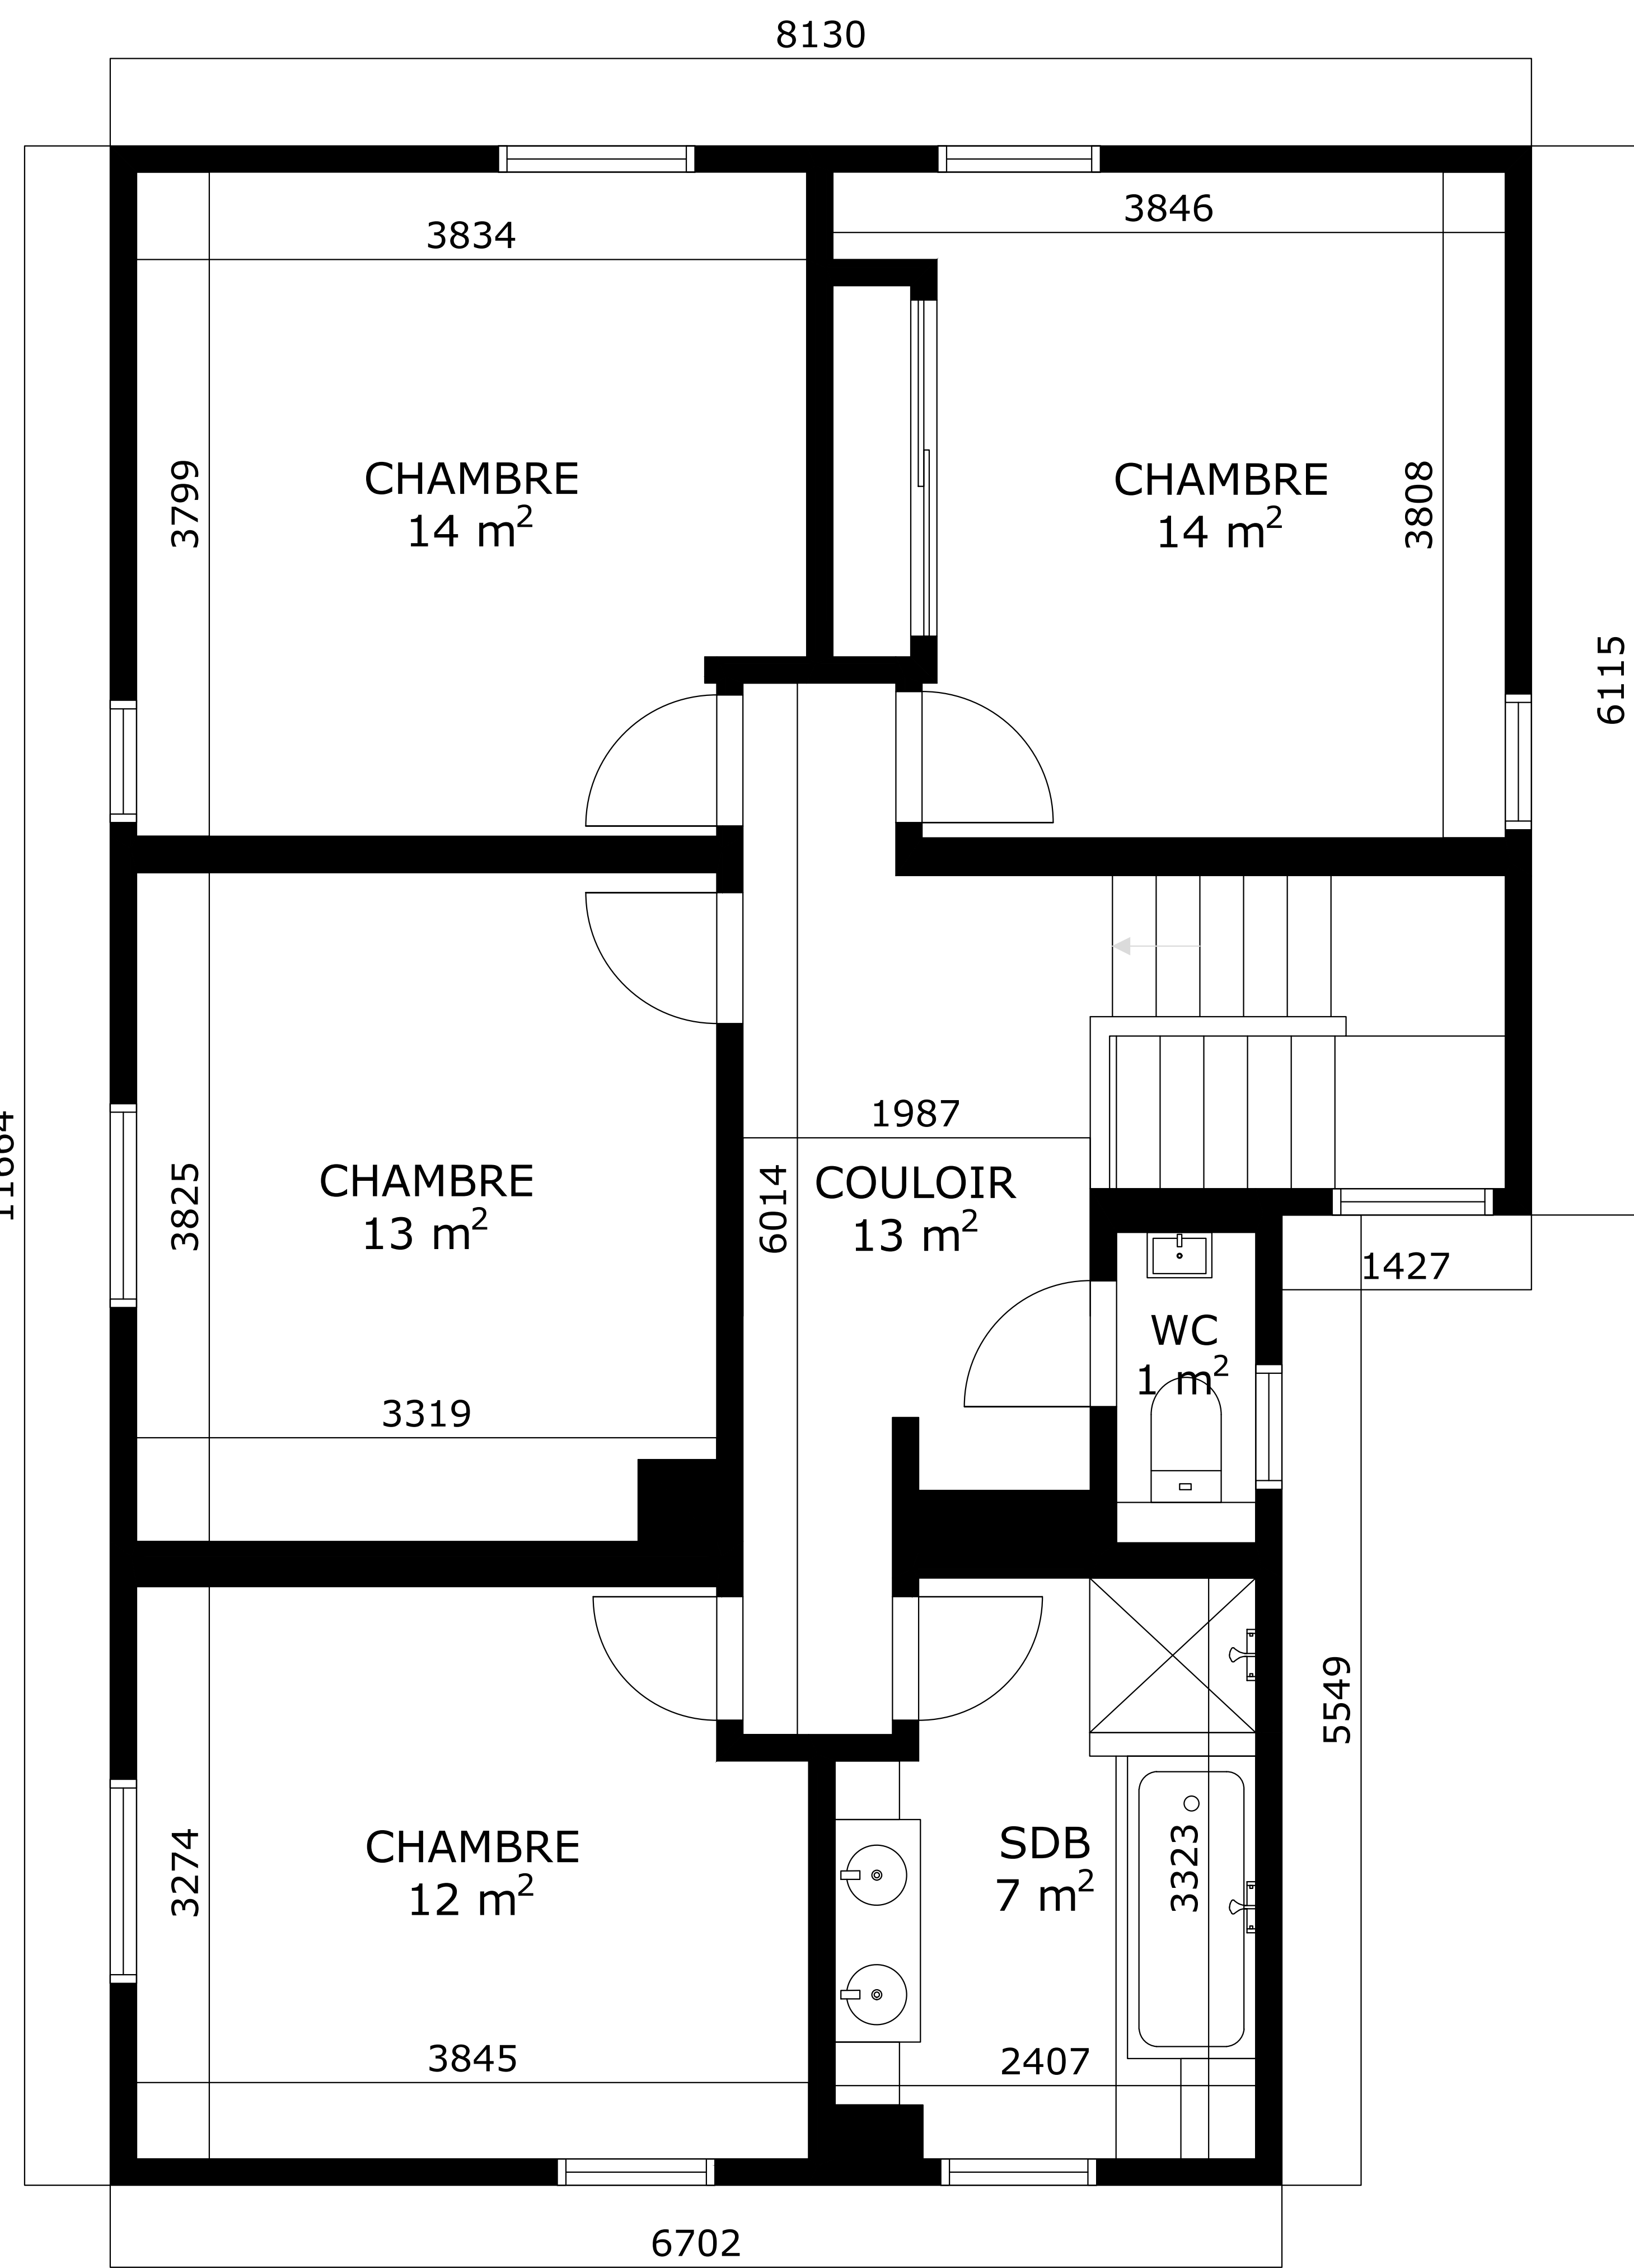 8130
3834
3846
3799
CHAMBRE
14 m²
CHAMBRE
14 m²
3808
6115
11664
3825
CHAMBRE
13 m²
3319
1987
6014
COULOIR
13 m²
WC
1 m²
1427
5549
3274
CHAMBRE
12 m²
3845
SDB
7 m²
3323
2407
6702